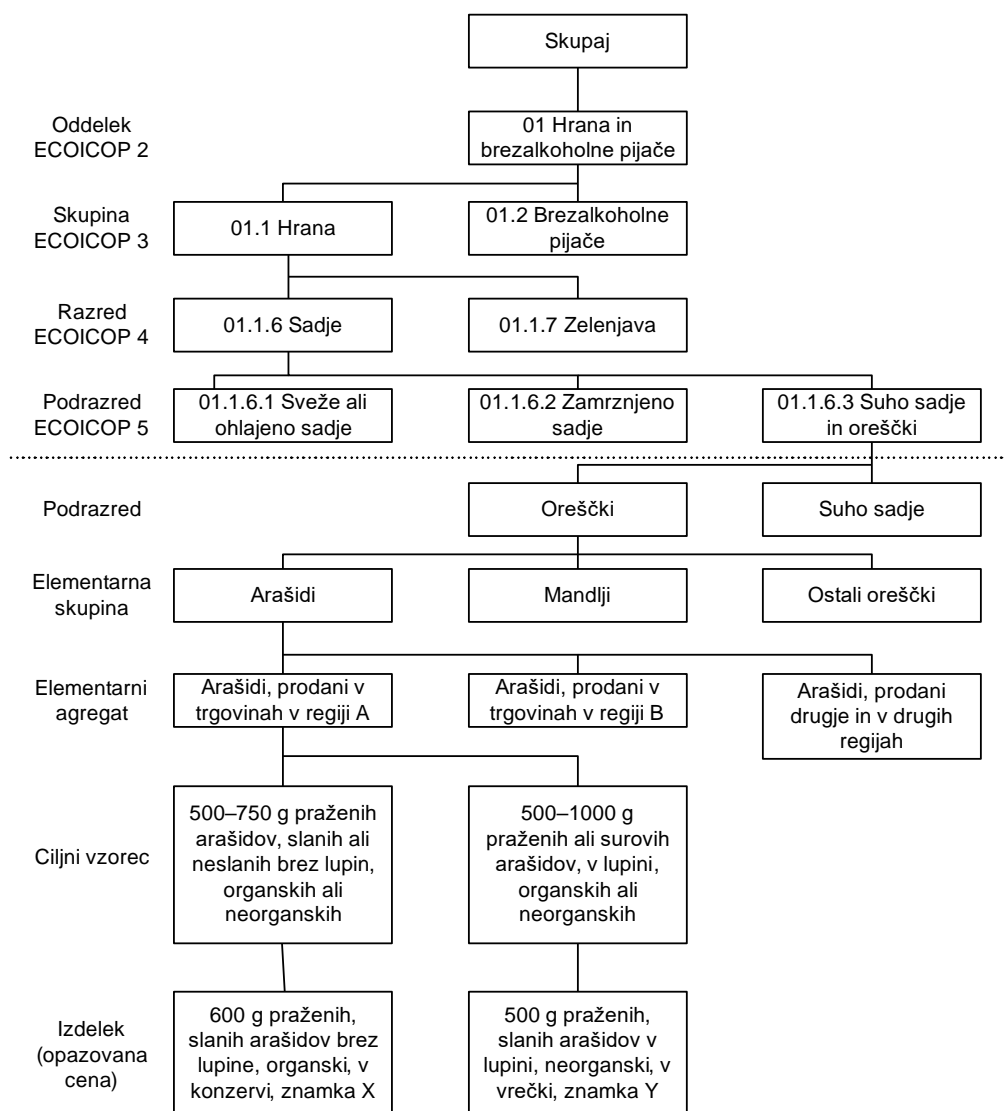 Skupaj
Oddelek
ECOICOP 2
01 Hrana in
brezalkoholne pijače
Skupina
ECOICOP 3
01.1 Hrana
01.2 Brezalkoholne
pijače
Razred
ECOICOP 4
01.1.6 Sadje
01.1.7 Zelenjava
Podrazred
ECOICOP 5
01.1.6.1 Sveže ali
ohlajeno sadje
01.1.6.2 Zamrznjeno
sadje
01.1.6.3 Suho sadje
in oreščki
Podrazred
Oreščki
Suho sadje
Elementarna
skupina
Arašidi
Mandlji
Ostali oreščki
Elementarni
agregat
Arašidi, prodani v
trgovinah v regiji A
Arašidi, prodani v
trgovinah v regiji B
Arašidi, prodani
drugje in v drugih
regijah
Ciljni vzorec
500–750 g praženih
arašidov, slanih ali
neslanih brez lupin,
organskih ali
neorganskih
500–1000 g
praženih ali surovih
arašidov, v lupini,
organskih ali
neorganskih
Izdelek
(opazovana
cena)
600 g praženih,
slanih arašidov brez
lupine, organski, v
konzervi, znamka X
500 g praženih,
slanih arašidov v
lupini, neorganski, v
vrečki, znamka Y